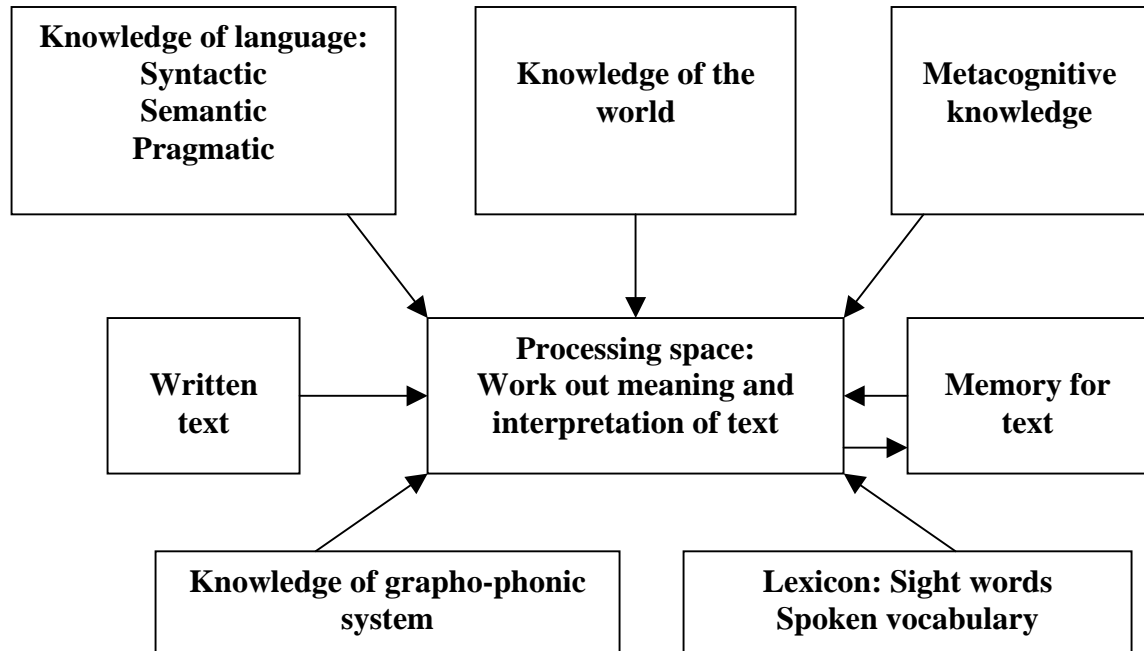 Knowledge of language:
Syntactic
Semantic
Pragmatic
Knowledge of the
world
Metacognitive
knowledge
Written
text
Processing space:
Work out meaning and
interpretation of text
Memory for
text
Knowledge of grapho-phonic
system
Lexicon: Sight words
Spoken vocabulary